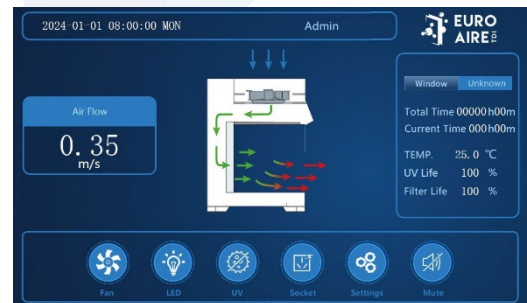 2024-01-01 08:00:00 MON
Admin
EURO
AIRE TDI
Air Flow
0.35
m/s
Window
Unknown
Total Time 00000h00m
Current Time 000h00m
TEMP. 25.0 ℃
UV Life 100 %
Filter Life 100 %
Fan
LED
UV
Socket
Settings
Mute